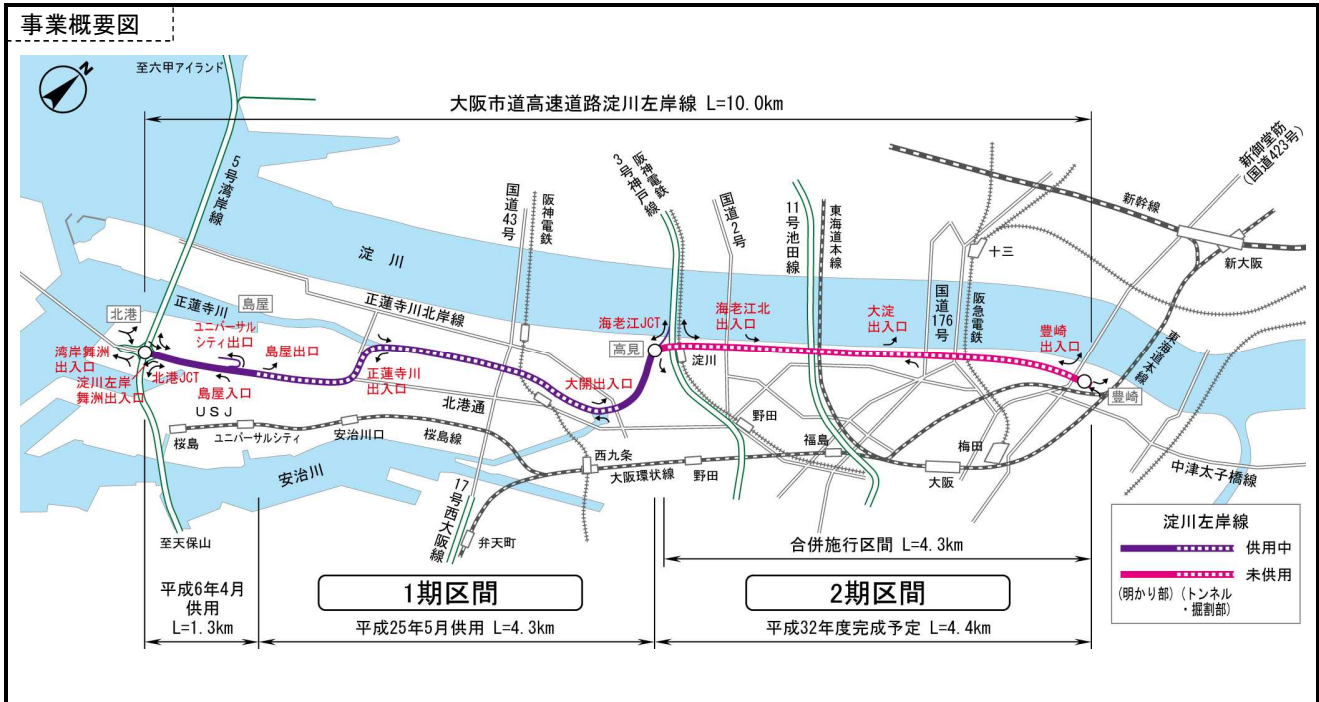 事業概要図
N
至六甲アイランド
大阪市道高速道路淀川左岸線 L=10.0km
5号湾岸線
国道43号
阪神電鉄
3号神戸線
阪神電鉄
国道2号
11号池田線
東海道本線
国道176号
阪急電鉄
十三
新幹線
新御堂筋
(国道423号)
新大阪
東海道本線
淀川
正蓮寺川
島屋
正蓮寺川北岸線
北港
ユニバーサル
シティ出口
島屋出口
湾岸舞洲
出入口
淀川左岸
舞洲出入口
北港JCT
島屋入口
正蓮寺川
出入口
大開出入口
海老江JCT
高見
淀川
海老江北
出入口
大淀
出入口
豊崎
出入口
豊崎
USJ
桜島
ユニバーサルシティ
安治川口
桜島線
北港通
安治川
西九条
大阪環状線
野田
野田
福島
大阪
梅田
中津太子橋線
17号西大阪線
弁天町
至天保山
合併施行区間 L=4.3km
淀川左岸線
供用中
未供用
(明かり部)
(トンネル
・掘割部)
平成6年4月
供用
L=1.3km
1期区間
平成25年5月供用 L=4.3km
2期区間
平成32年度完成予定 L=4.4km